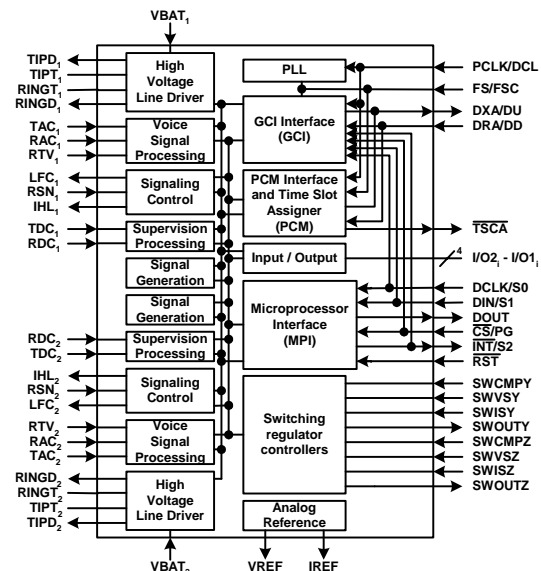 VBAT1
TIPD1
TIPT1
RINGT1
RINGD1
High
Voltage
Line Driver
TAC1
RAC1
RTV1
Voice
Signal
Processing
LFC1
RSN1
IHL1
Signaling
Control
TDC1
RDC1
Supervision
Processing
Signal
Generation
Signal
Generation
RDC2
TDC2
Supervision
Processing
IHL2
RSN2
LFC2
Signaling
Control
RTV2
RAC2
TAC2
Voice
Signal
Processing
RINGD2
RINGT2
TIPT2
TIPD2
High
Voltage
Line Driver
VBAT2
PLL
GCI Interface
(GCI)
PCM Interface
and Time Slot
Assigner
(PCM)
Input / Output
Microprocessor
Interface
(MPI)
Switching
regulator
controllers
Analog
Reference
VREF
IREF
PCLK/DCL
FS/FSC
DXA/DU
DRA/DD
TSCA
4
I/O2i - I/O1i
DCLK/S0
DIN/S1
DOUT
CS/PG
INT/S2
RST
SWCMPY
SWVSY
SWISY
SWOUTY
SWCMPZ
SWVSZ
SWISZ
SWOUTZ